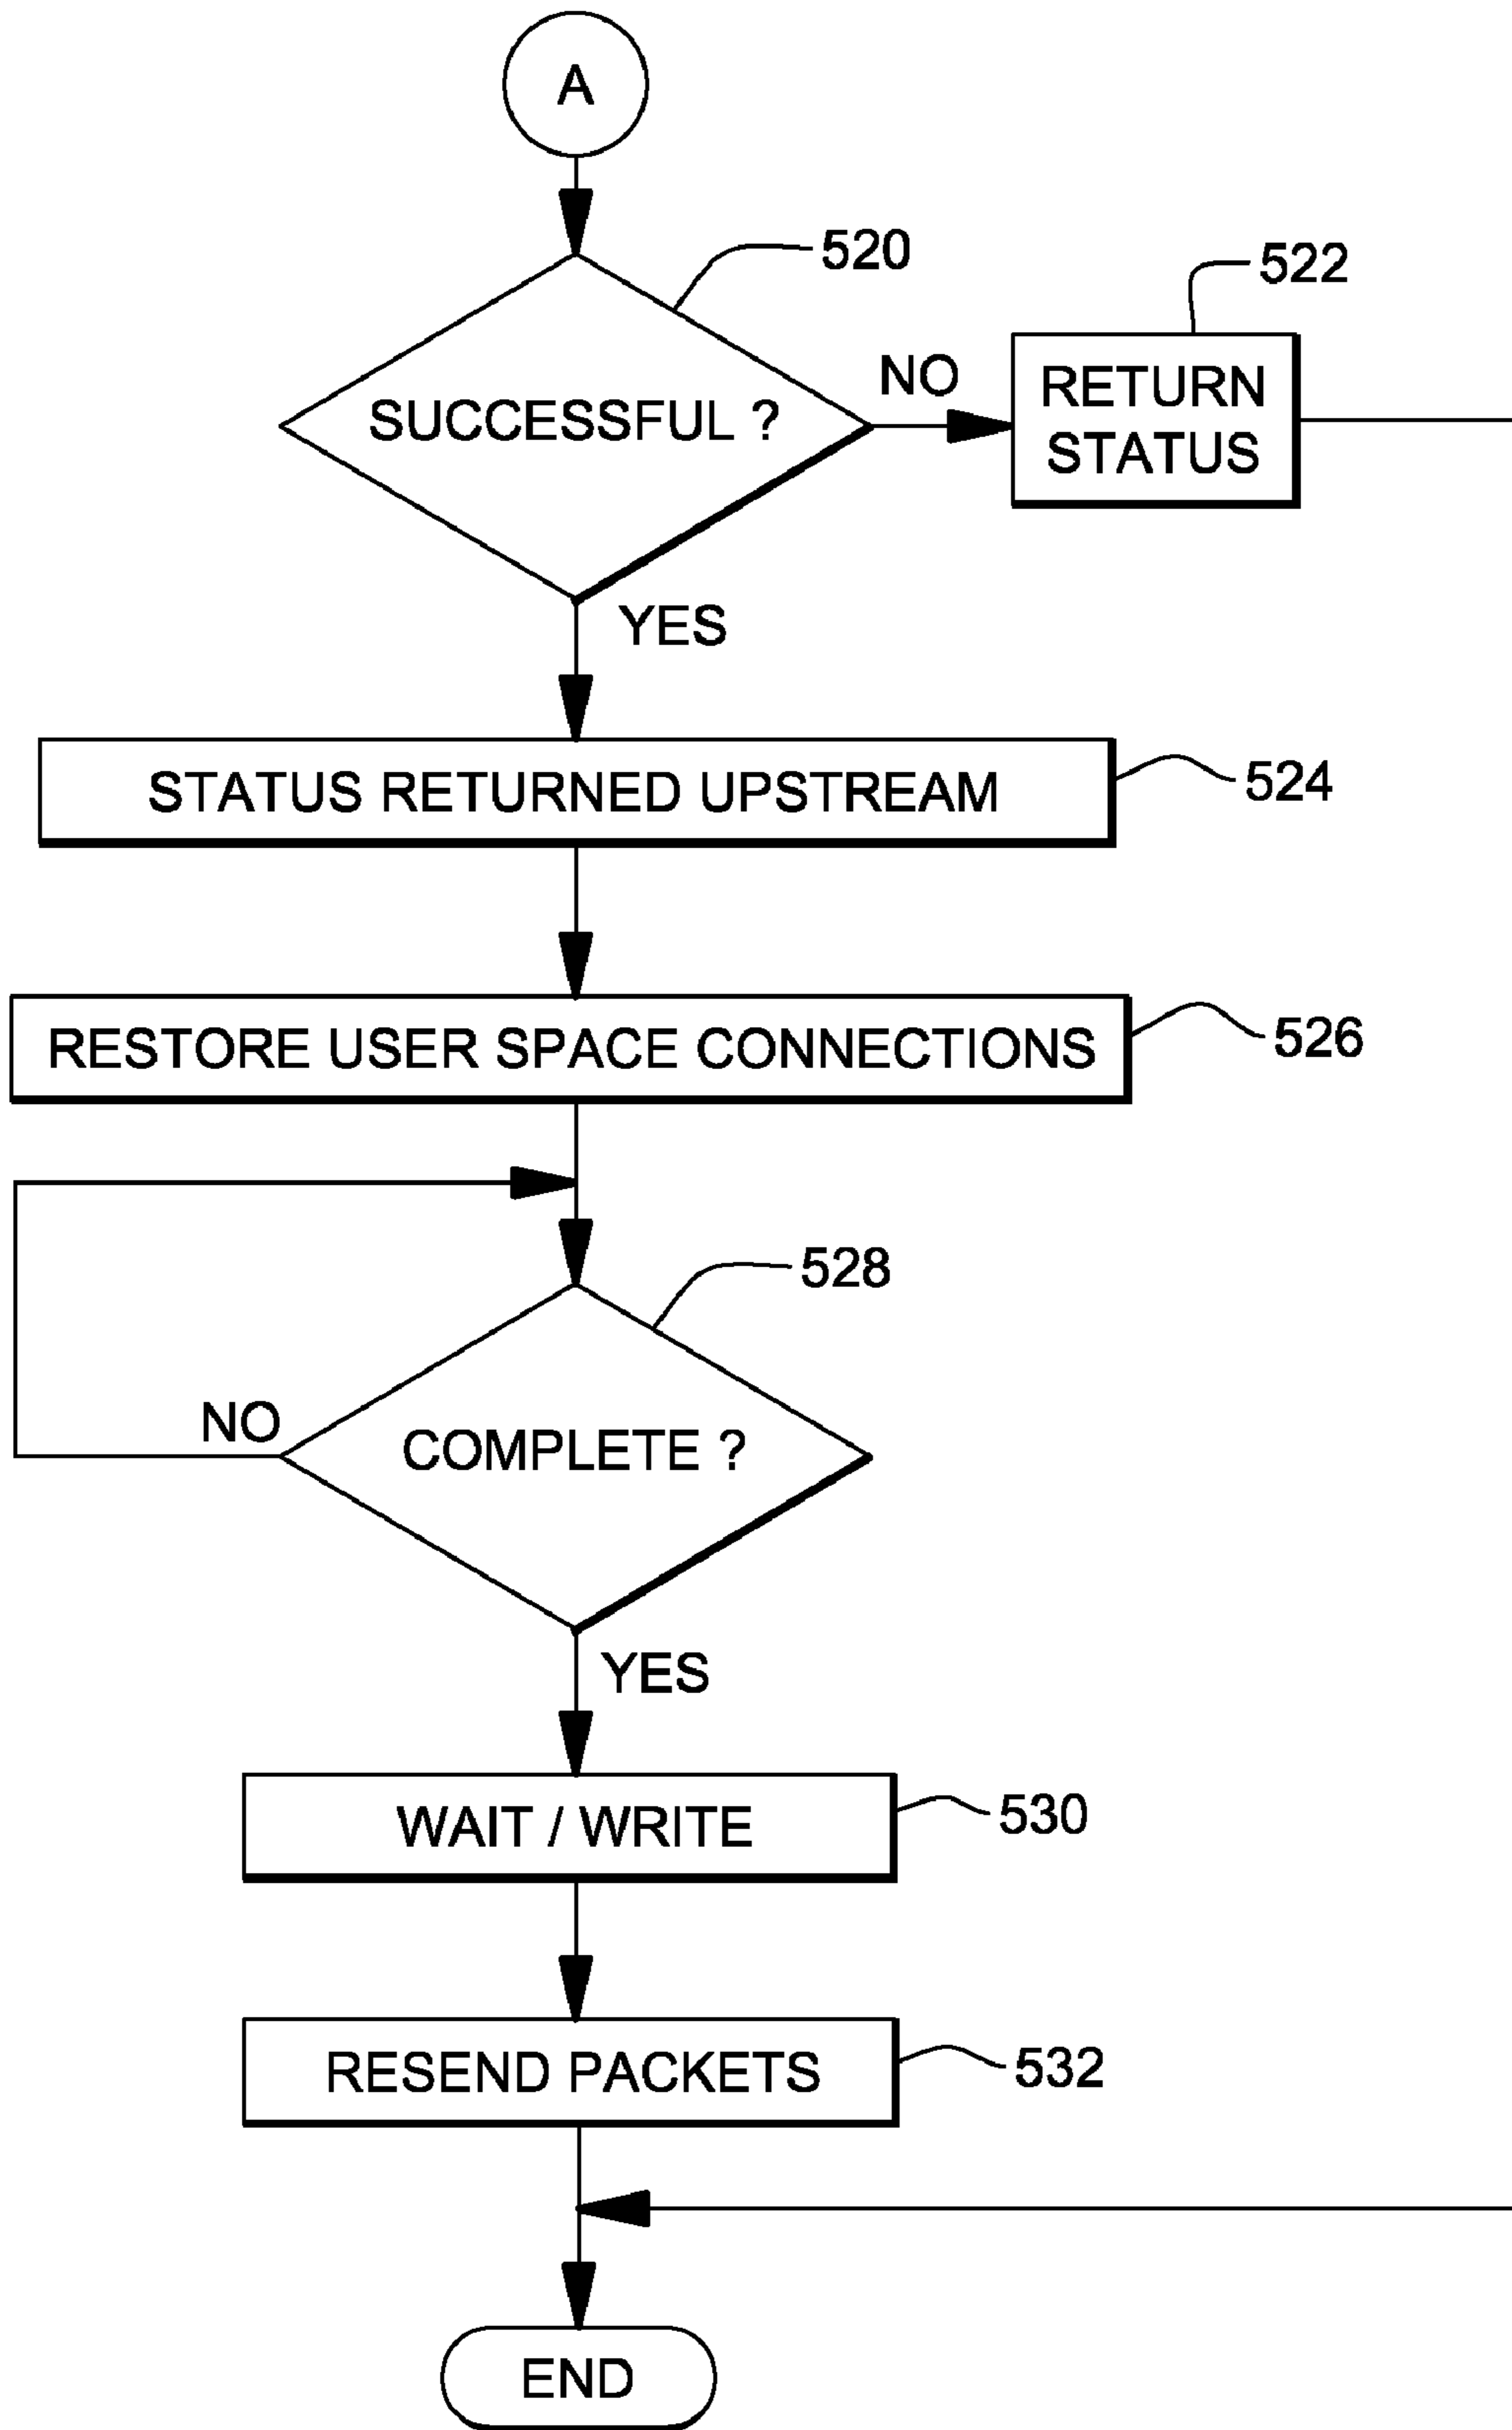 A
520
SUCCESSFUL ?
NO
522
RETURN
STATUS
YES
STATUS RETURNED UPSTREAM
524
RESTORE USER SPACE CONNECTIONS
526
528
COMPLETE ?
NO
YES
WAIT / WRITE
530
RESEND PACKETS
532
END